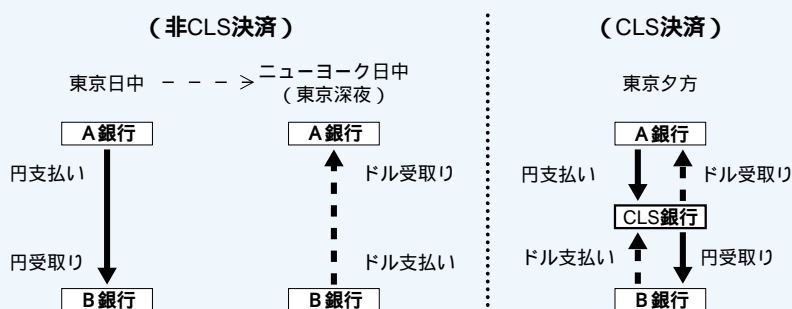 （非CLS決済）
東京日中
ニューヨーク日中
（東京深夜）
A銀行
A銀行
円支払い
ドル受取り
円受取り
ドル支払い
B銀行
B銀行
（CLS決済）
東京夕方
A銀行
円支払い
ドル受取り
CLS銀行
ドル支払い
円受取り
B銀行